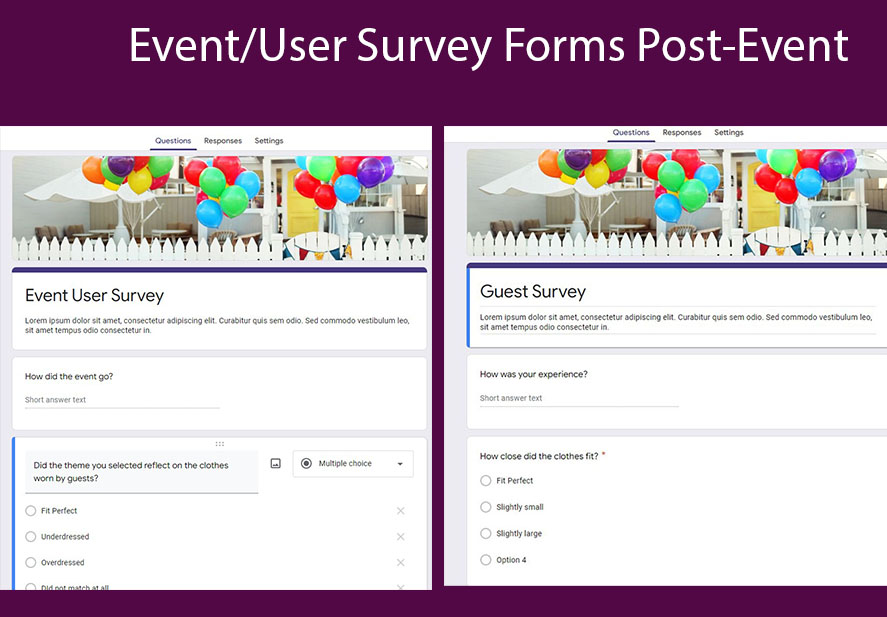 Event/User Survey Forms Post-Event
Questions Responses Settings
Event User Survey
Lorem ipsum dolor sit amet, consectetur adipiscing elit. Curabitur quis sem odio. Sed commodo vestibulum leo,
sit amet tempus odio consectetur in.
How did the event go?
Short answer text
Did the theme you selected reflect on the clothes
worn by guests?
Multiple choice
Fit Perfect
Underdressed
Overdressed
Did not match at all
Questions Responses Settings
Guest Survey
Lorem ipsum dolor sit amet, consectetur adipiscing elit. Curabitur quis sem odio. Sed commodo vestibulum leo,
sit amet tempus odio consectetur in.
How was your experience?
Short answer text
How close did the clothes fit? *
Fit Perfect
Slightly small
Slightly large
Option 4